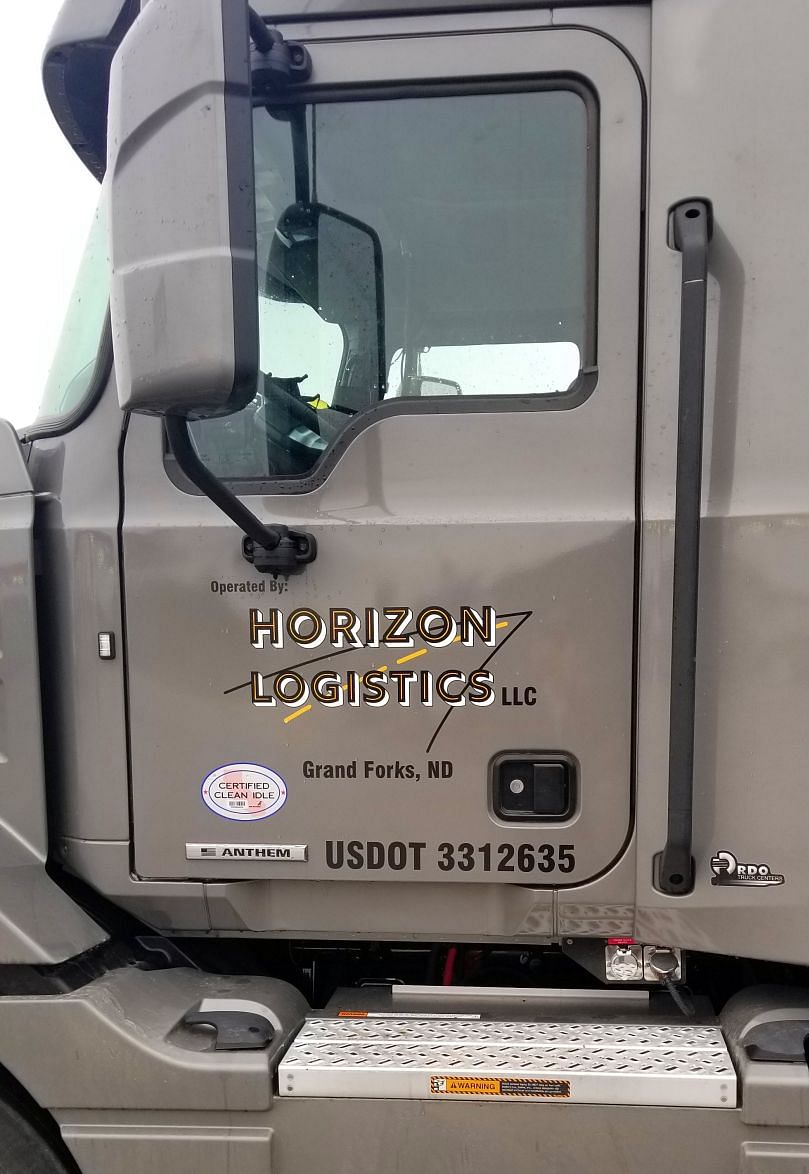 Operated By:
HORIZON
LOGISTICS LLC
Grand Forks, ND
CERTIFIED
CLEAN IDLE
ANTHEM
USDOT 3312635
RDO
TRUCK CENTERS
WARNING